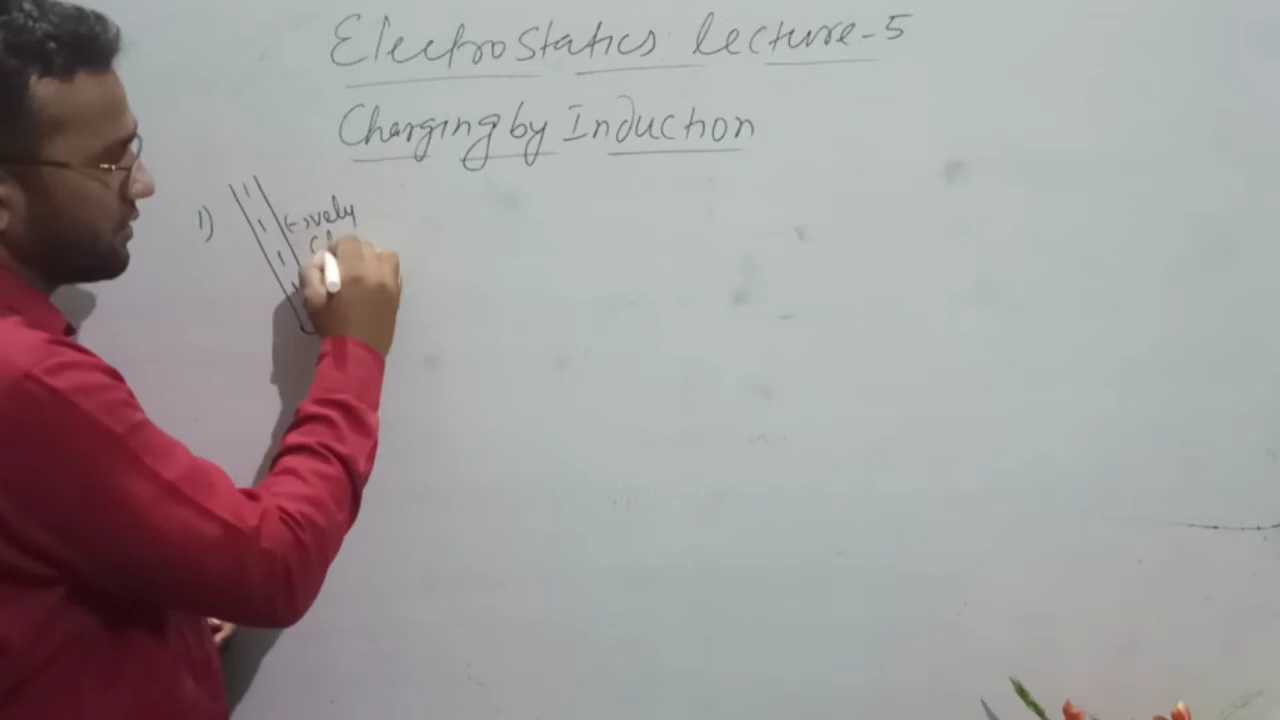 Electrostatics lecture-5
Charging by Induction
1)
(-)vely